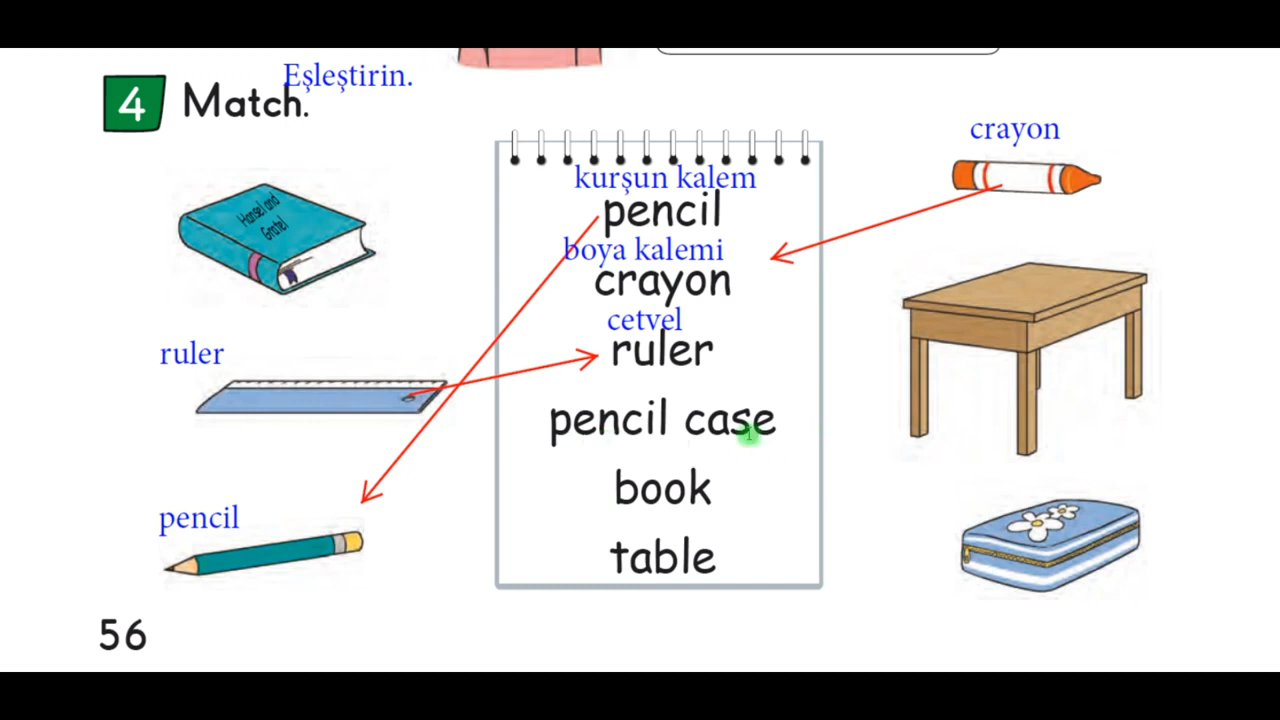 Eşleştirin.
4 Match.
crayon
Hansel and
Gratel
kurşun kalem
pencil
boya kalemi
crayon
cetvel
ruler
ruler
pencil case
book
pencil
table
56